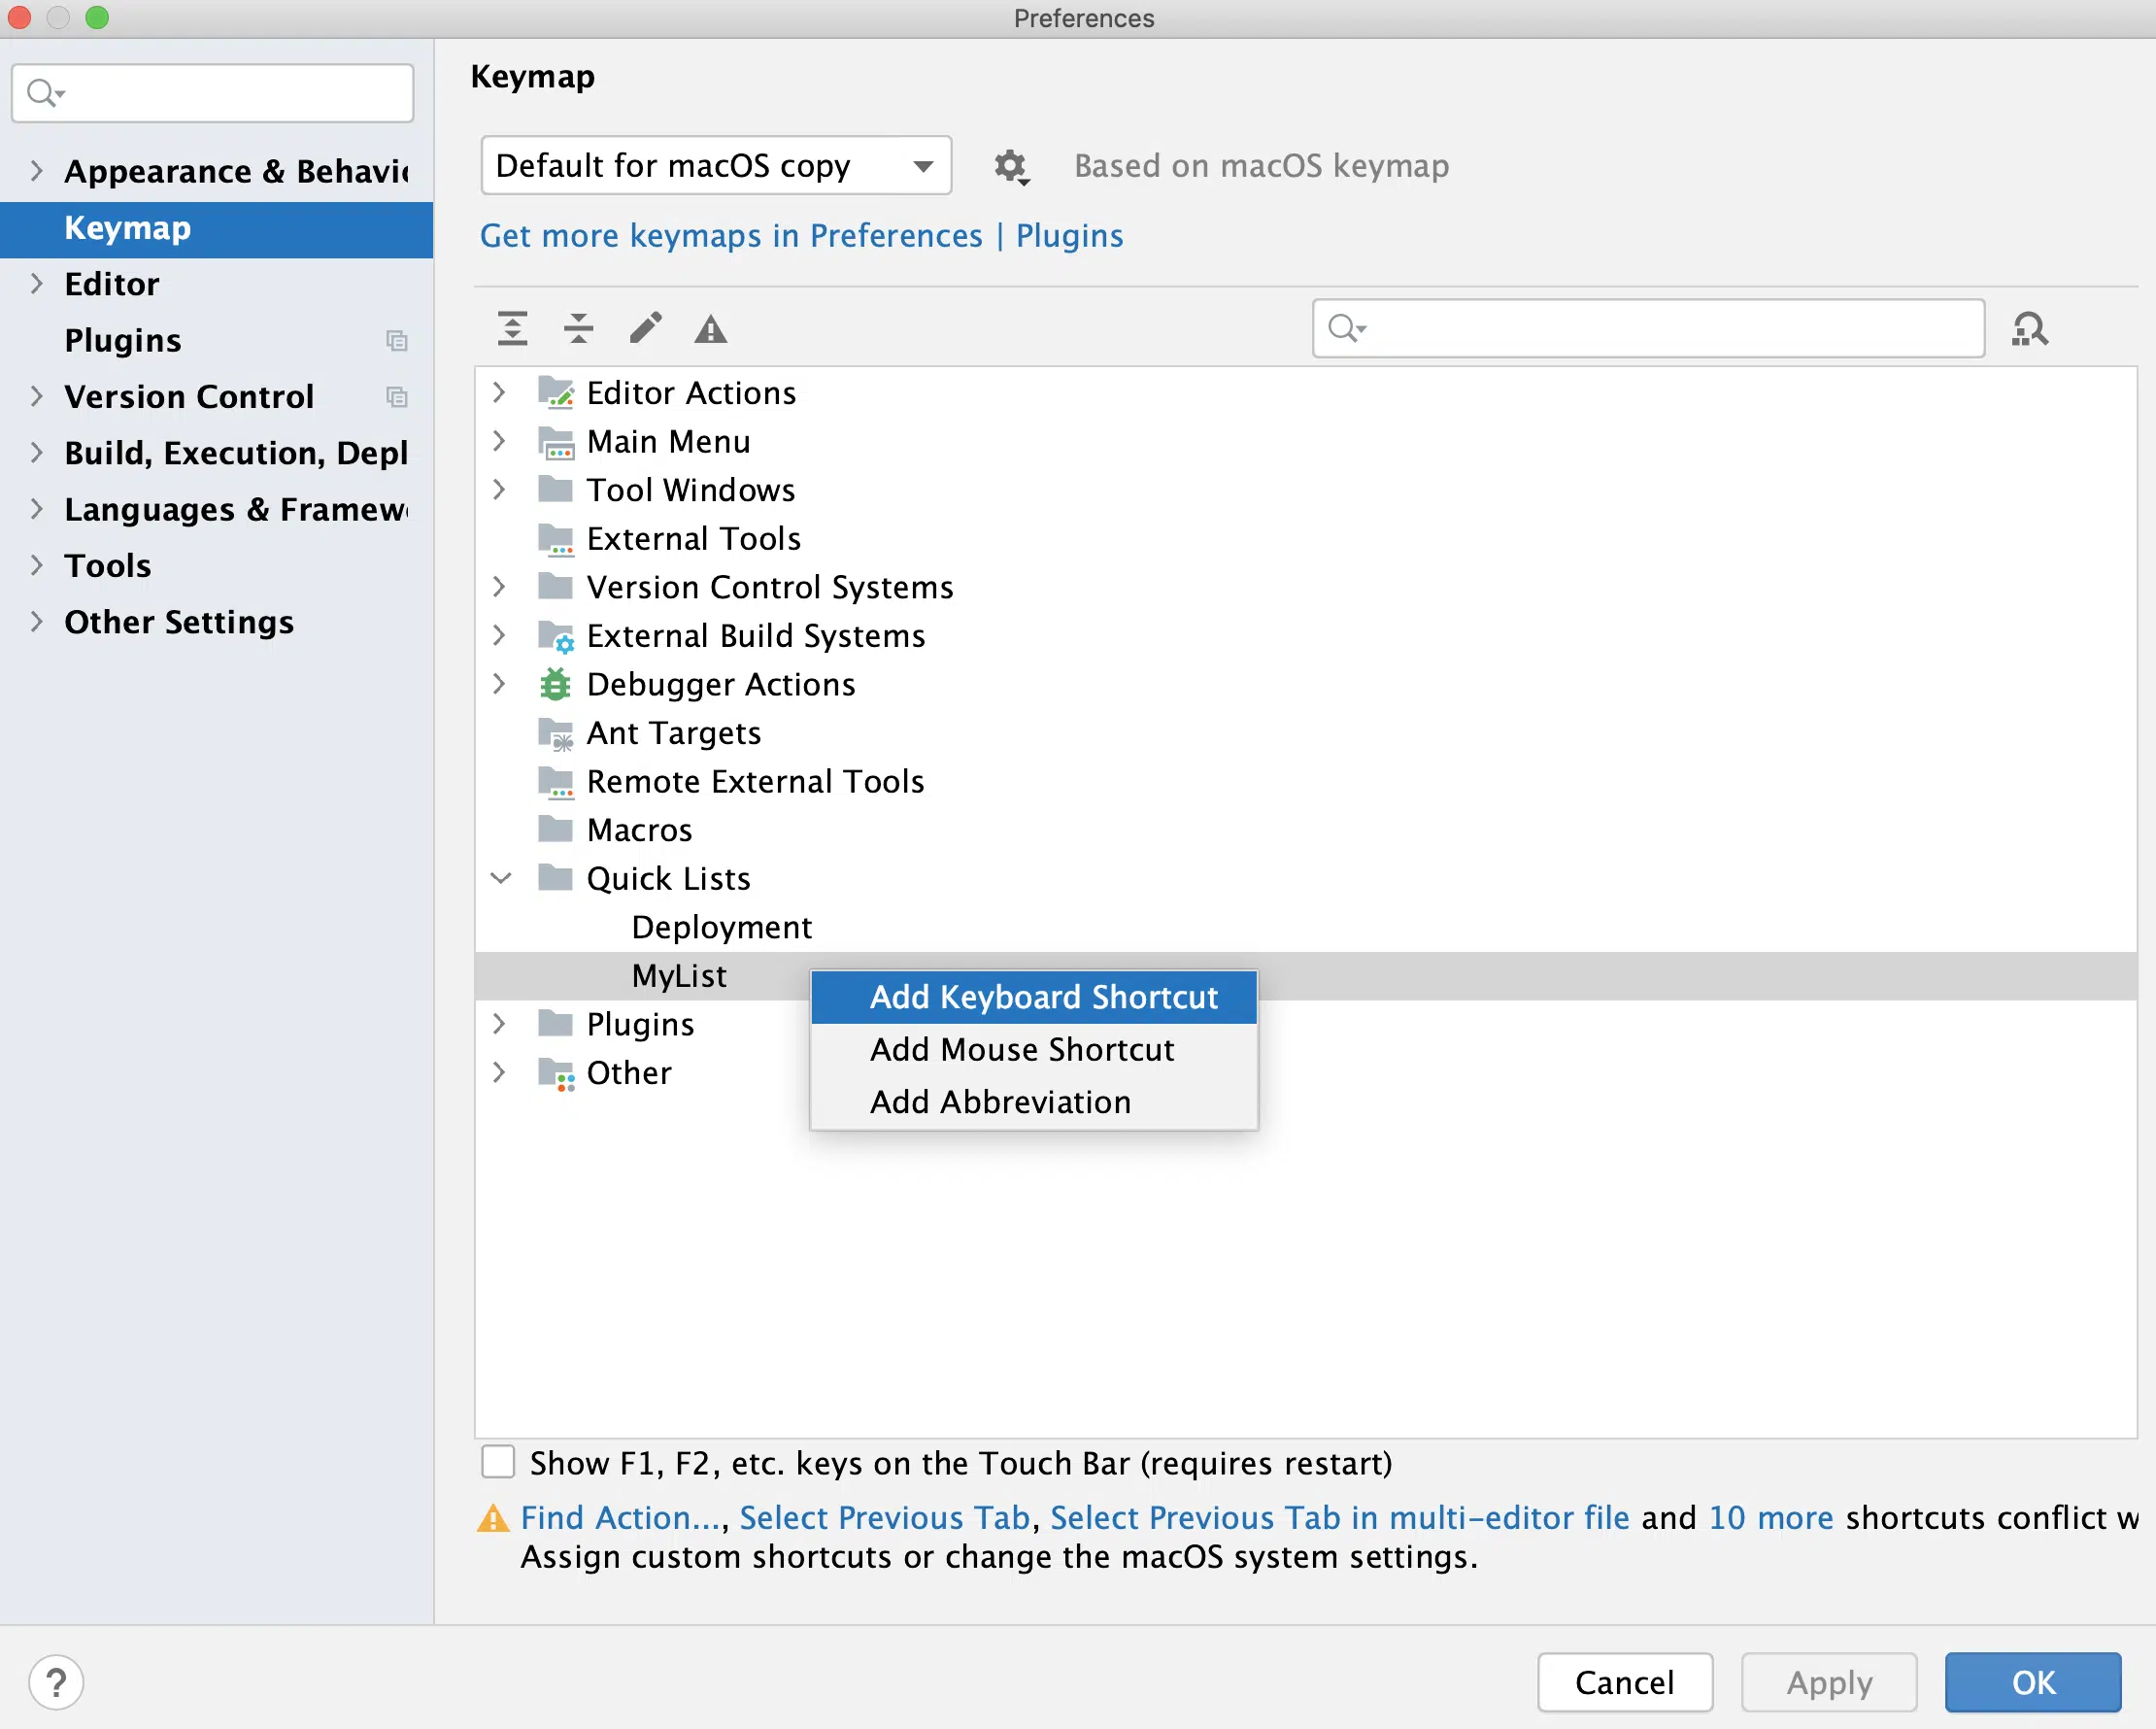 Preferences
Appearance & Behavio
Keymap
Editor
Plugins
Version Control
Build, Execution, Depl
Languages & Framew
Tools
Other Settings
Keymap
Default for macOS copy
Based on macOS keymap
Get more keymaps in Preferences | Plugins
Editor Actions
Main Menu
Tool Windows
External Tools
Version Control Systems
External Build Systems
Debugger Actions
Ant Targets
Remote External Tools
Macros
Quick Lists
Deployment
MyList
Plugins
Other
Add Keyboard Shortcut
Add Mouse Shortcut
Add Abbreviation
Show F1, F2, etc. keys on the Touch Bar (requires restart)
Find Action..., Select Previous Tab, Select Previous Tab in multi-editor file and 10 more shortcuts conflict w
Assign custom shortcuts or change the macOS system settings.
?
Cancel
Apply
OK